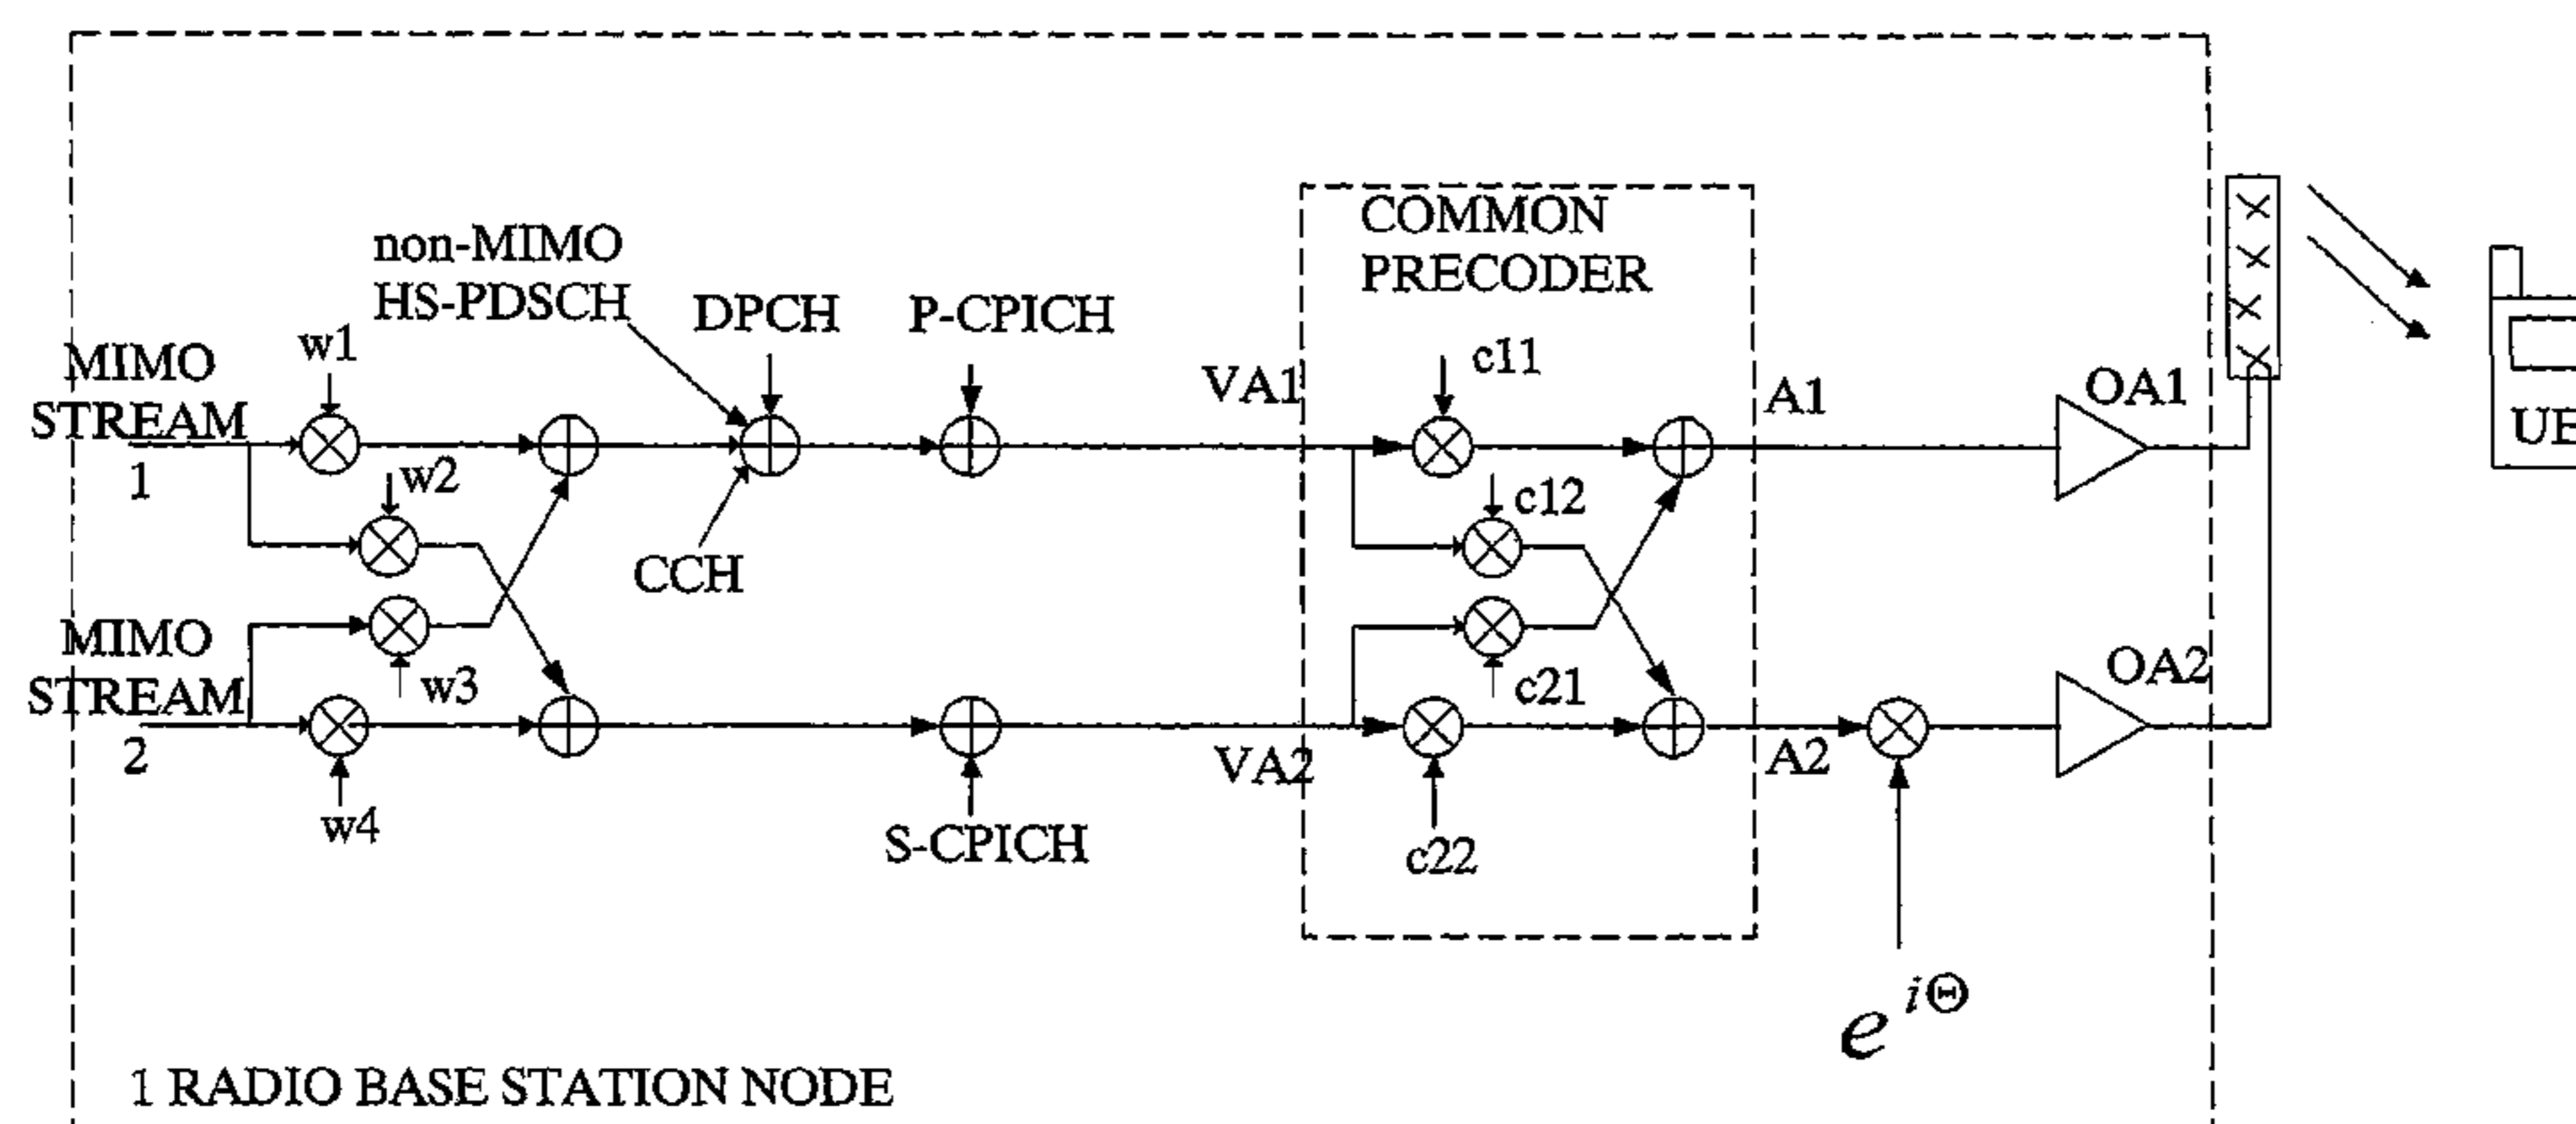 COMMON
PRECODER
non-MIMO
HS-PDSCH
DPCH
P-CPICH
w1
MIMO
STREAM
1
VA1
c11
A1
OA1
UE
w2
c12
CCH
MIMO
STREAM
2
w3
c21
OA2
VA2
A2
w4
S-CPICH
c22
e^{iΘ}
1 RADIO BASE STATION NODE